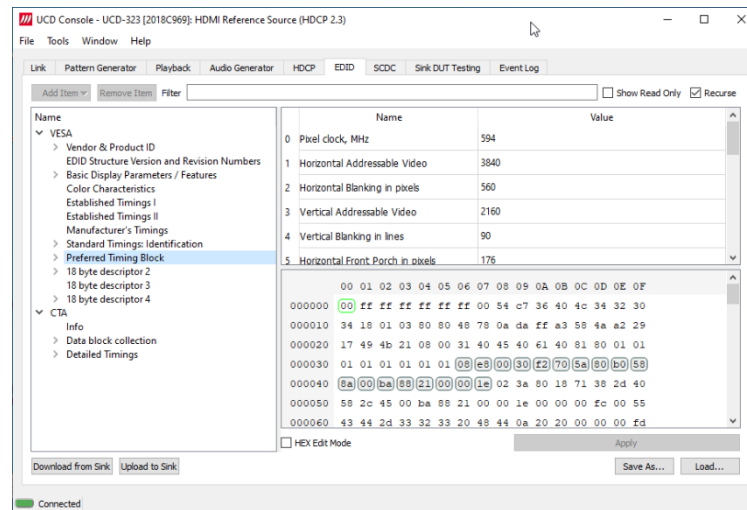 UCD Console - UCD-323 [2018C969]: HDMI Reference Source (HDCP 2.3)
File Tools Window Help
Link Pattern Generator Playback Audio Generator HDCP EDID SCDC Sink DUT Testing Event Log
Add Item Remove Item Filter Show Read Only Recurse
Name
VESA
Vendor & Product ID
EDID Structure Version and Revision Numbers
Basic Display Parameters / Features
Color Characteristics
Established Timings I
Established Timings II
Manufacturer's Timings
Standard Timings: Identification
Preferred Timing Block
18 byte descriptor 2
18 byte descriptor 3
18 byte descriptor 4
CTA
Info
Data block collection
Detailed Timings
Name Value
0 Pixel clock, MHz 594
1 Horizontal Addressable Video 3840
2 Horizontal Blanking in pixels 560
3 Vertical Addressable Video 2160
4 Vertical Blanking in lines 90
5 Horizontal Front Porch in pixels 176
00 01 02 03 04 05 06 07 08 09 0A 0B 0C 0D 0E 0F
000000 00 ff ff ff ff ff ff 00 54 c7 36 40 4c 34 32 30
000010 34 18 01 03 80 80 48 78 0a da ff a3 58 4a a2 29
000020 17 49 4b 21 08 00 31 40 45 40 61 40 81 80 01 01
000030 01 01 01 01 01 01 08 e8 00 30 f2 70 5a 80 b0 58
000040 8a 00 ba 88 21 00 00 1e 02 3a 80 18 71 38 2d 40
000050 58 2c 45 00 ba 88 21 00 00 1e 00 00 00 fc 00 55
000060 43 44 2d 33 32 33 20 48 44 0a 20 20 00 00 00 fd
HEX Edit Mode Apply
Download from Sink Upload to Sink Save As... Load...
Connected